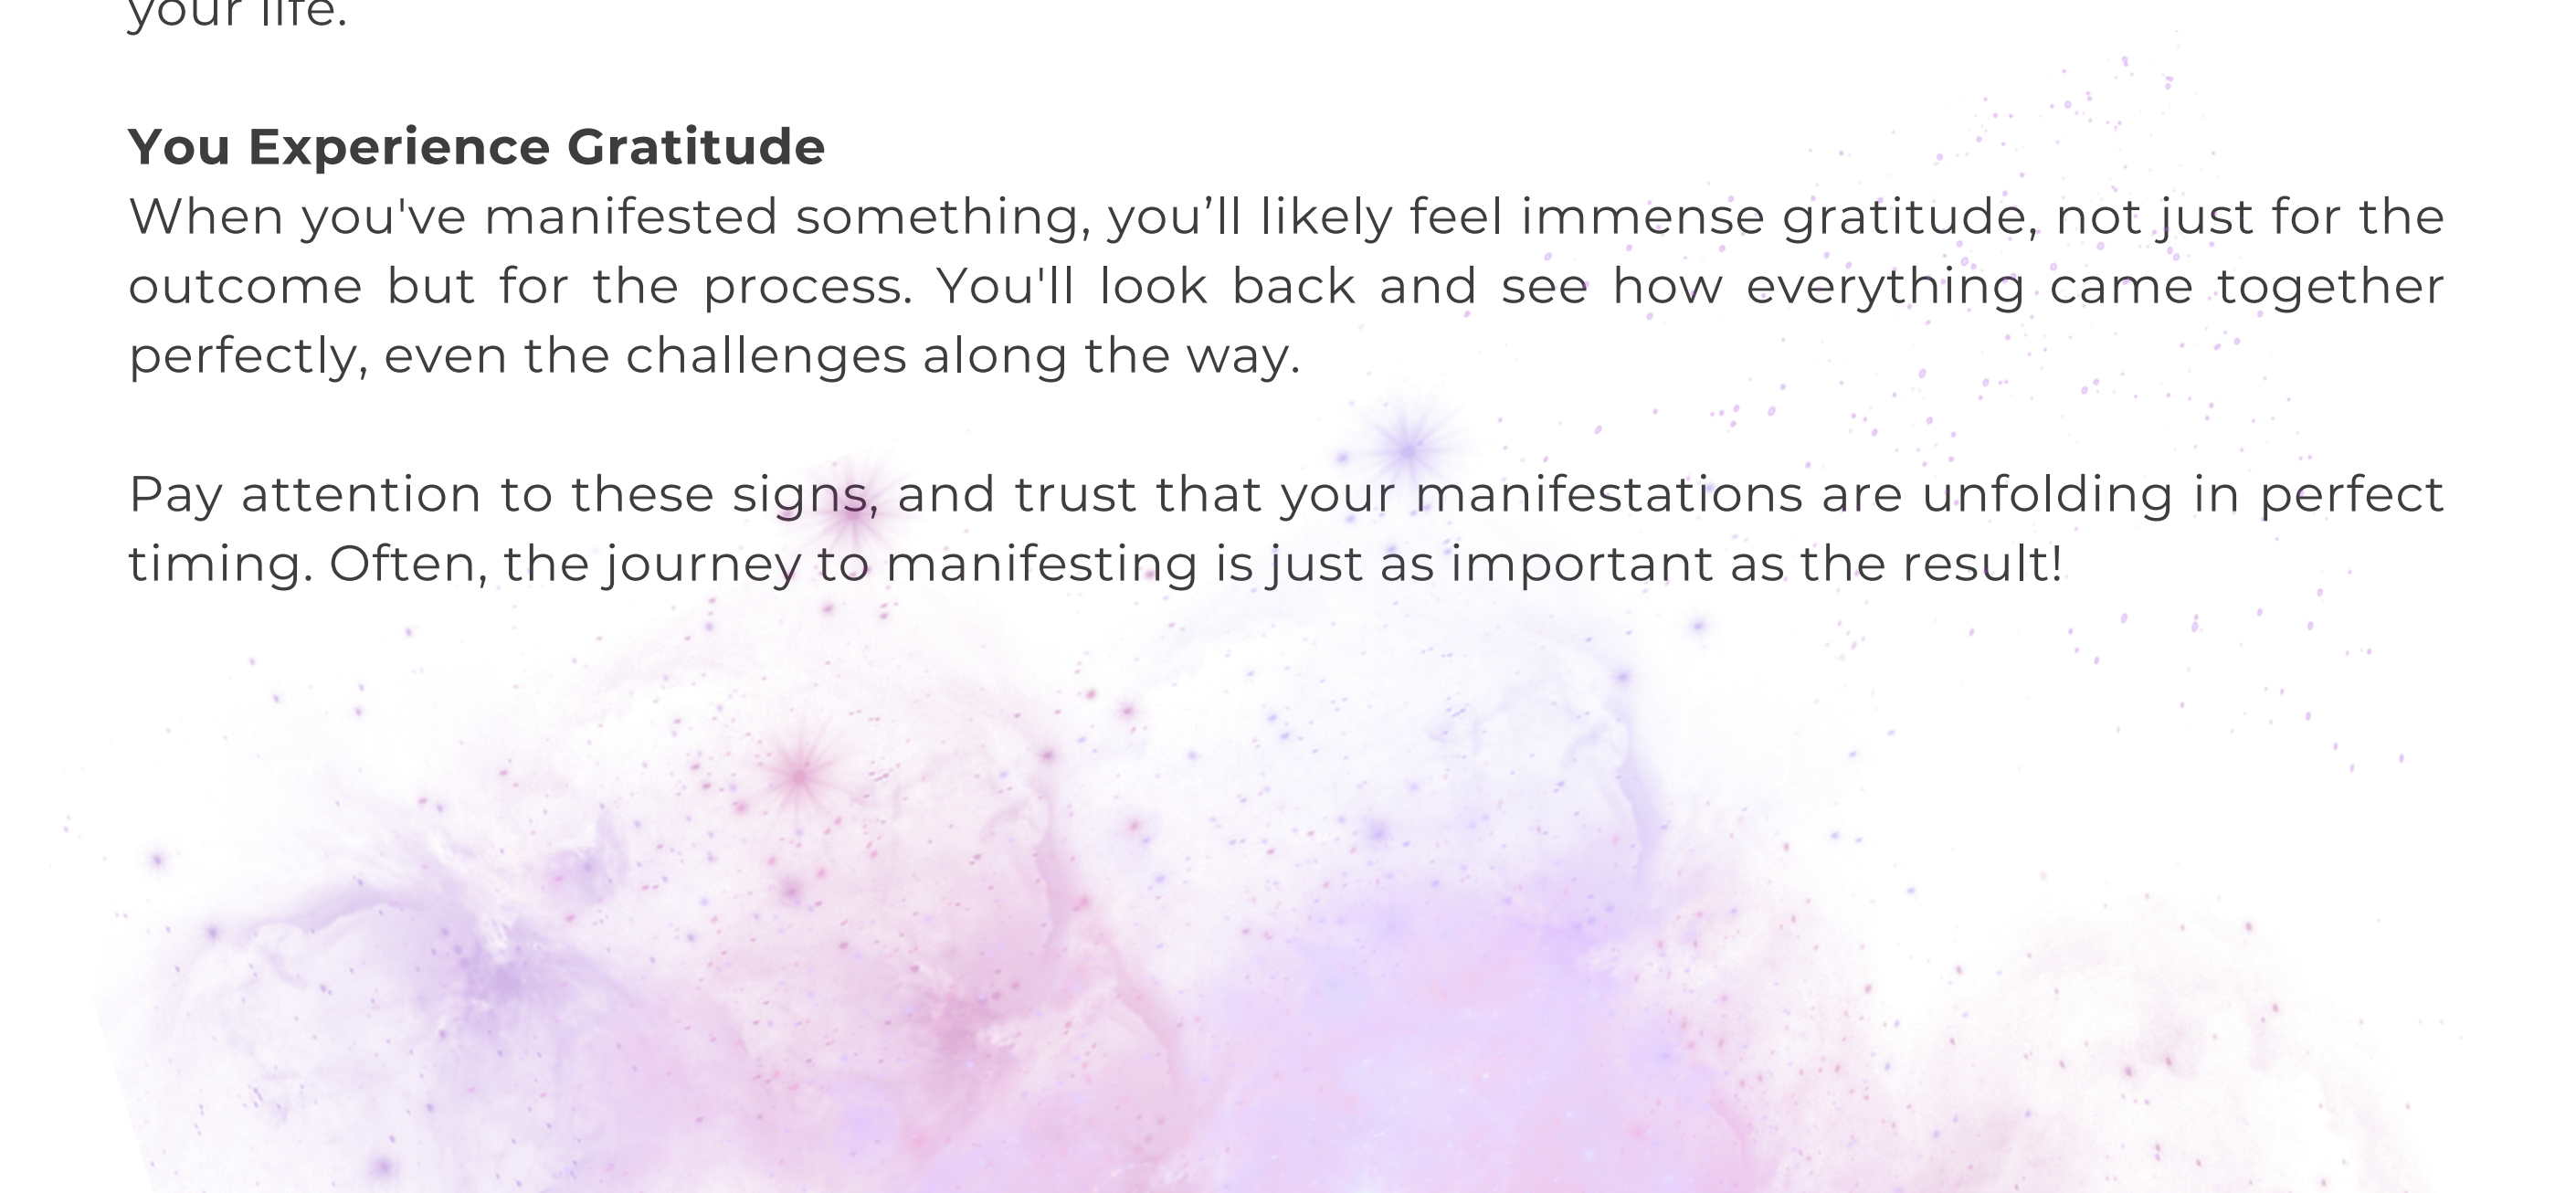 your life.
You Experience Gratitude
When you've manifested something, you’ll likely feel immense gratitude, not just for the
outcome but for the process. You'll look back and see how everything came together
perfectly, even the challenges along the way.
Pay attention to these signs, and trust that your manifestations are unfolding in perfect
timing. Often, the journey to manifesting is just as important as the result!